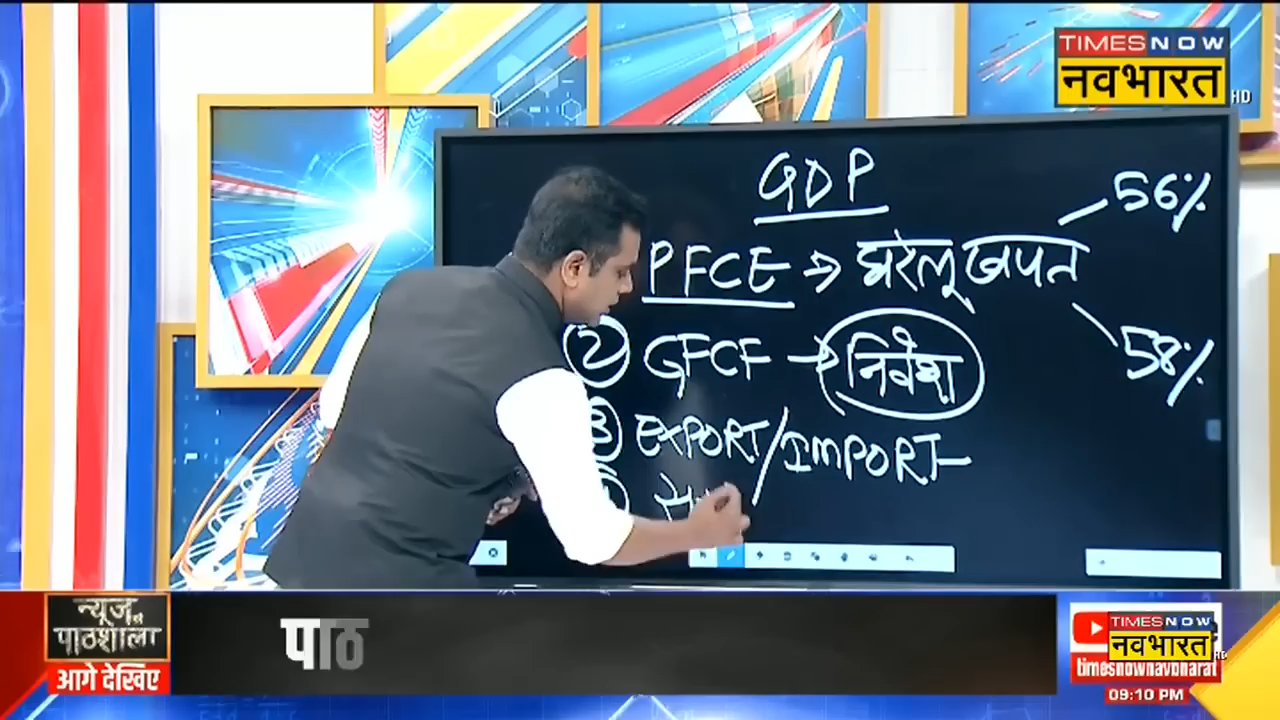 TIMES NOW
नवभारत
HD
GDP
56%
PFCE → घरेलू खपत
58%
2 GFCF → निवेश
3 EXPORT/IMPORT
न्यूज़ की
पाठशाला
आगे देखिए
पाठ
TIMES NOW
नवभारत
timesnownavbharat
09:10 PM